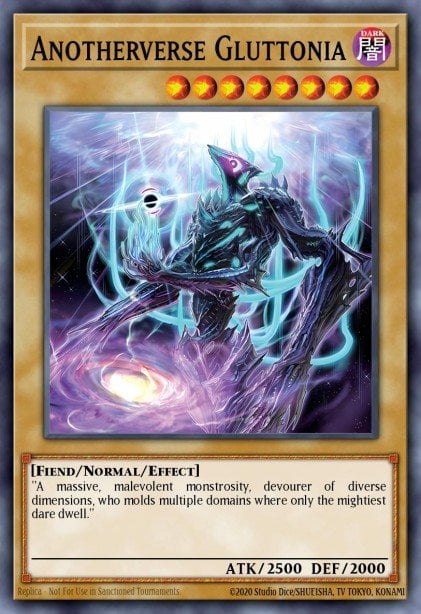 ANOTHERVERSE GLUTTONIA
DARK
闇
[FIEND/NORMAL/EFFECT]
"A massive, malevolent monstrosity, devourer of diverse
dimensions, who molds multiple domains where only the mightiest
dare dwell."
ATK/2500 DEF/2000
Replica - Not For Use in Sanctioned Tournaments
©2020 Studio Dice/SHUEISHA, TV TOKYO, KONAMI